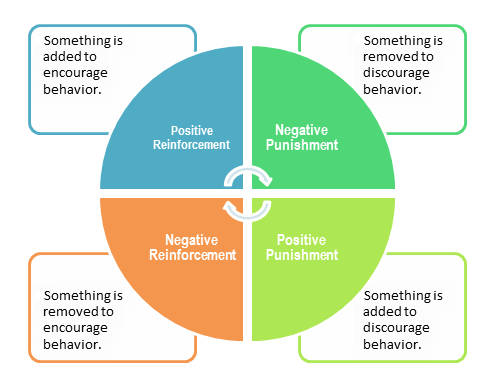 Something is
added to
encourage
behavior.
Something is
removed to
discourage
behavior.
Positive
Reinforcement
Negative
Punishment
Negative
Reinforcement
Positive
Punishment
Something is
removed to
encourage
behavior.
Something is
added to
discourage
behavior.